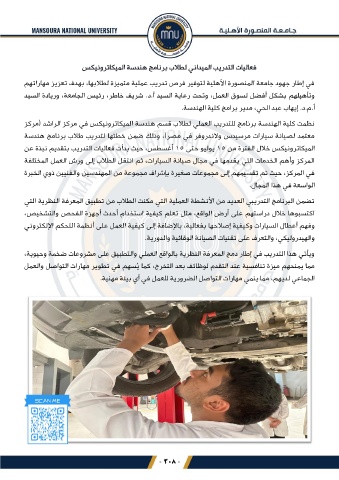 MANSOURA NATIONAL UNIVERSITY
جـامـعـة الـمـنـصـورة الأهـلـيـة
فعاليات التدريب الميداني لطلاب برنامج هندسة الميكاترونيكس
في إطار جهود جامعة المنصورة الأهلية لتوفير فرص تدريب عملية متميزة لطلابها، بهدف تعزيز مهاراتهم
وتأهيلهم بشكل أفضل لسوق العمل، وتحت رعاية السيد أ.د. شريف خاطر، رئيس الجامعة، وريادة السيد
أ.م.د. إيهاب عبد الحي، مدير برامج كلية الهندسة.
نظمت كلية الهندسة برنامج للتدريب العملي لطلاب قسم هندسة الميكاترونيكس في مركز الراشد (مركز
معتمد لصيانة سيارات مرسيدس ولاندروفر في مصر)، وذلك ضمن خطتها لتدريب طلاب برنامج هندسة
الميكاترونيكس خلال الفترة من ١٥ يوليو حتى ١٥ أغسطس، حيث بدأت فعاليات التدريب بتقديم نبذة عن
المركز وأهم الخدمات التي يقدمها في مجال صيانة السيارات، ثم انتقل الطلاب إلى ورش العمل المختلفة
في المركز، حيث تم تقسيمهم إلى مجموعات صغيرة بإشراف مجموعة من المهندسين والفنيين ذوي الخبرة
الواسعة في هذا المجال.
تضمن البرنامج التدريبي العديد من الأنشطة العملية التي مكنت الطلاب من تطبيق المعرفة النظرية التي
اكتسبوها خلال دراستهم على أرض الواقع، مثل تعلم كيفية استخدام أحدث أجهزة الفحص والتشخيص،
وفهم أعطال السيارات وكيفية إصلاحها بفعالية، بالإضافة إلى كيفية العمل على أنظمة التحكم الإلكتروني
والهيدروليكي، والتعرف على تقنيات الصيانة الوقائية والدورية.
ويأتي هذا التدريب في إطار دمج المعرفة النظرية بالواقع العملي والتطبيق على مشروعات ضخمة وحيوية،
مما يمنحهم ميزة تنافسية عند التقدم لوظائف بعد التخرج، كما يُسهم في تطوير مهارات التواصل والعمل
الجماعي لديهم، مما ينمي مهارات التواصل الضرورية للعمل في أي بيئة مهنية.
SCAN ME
- ٣٠٨ -